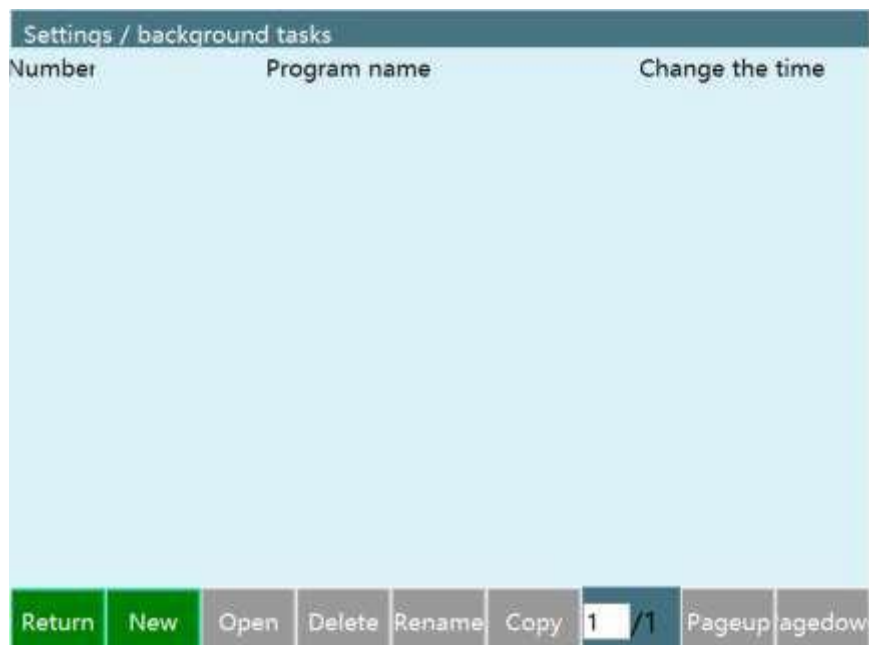 Settings / background tasks
Number Program name Change the time
Return New Open Delete Rename Copy 1 /1 Pageup agedow